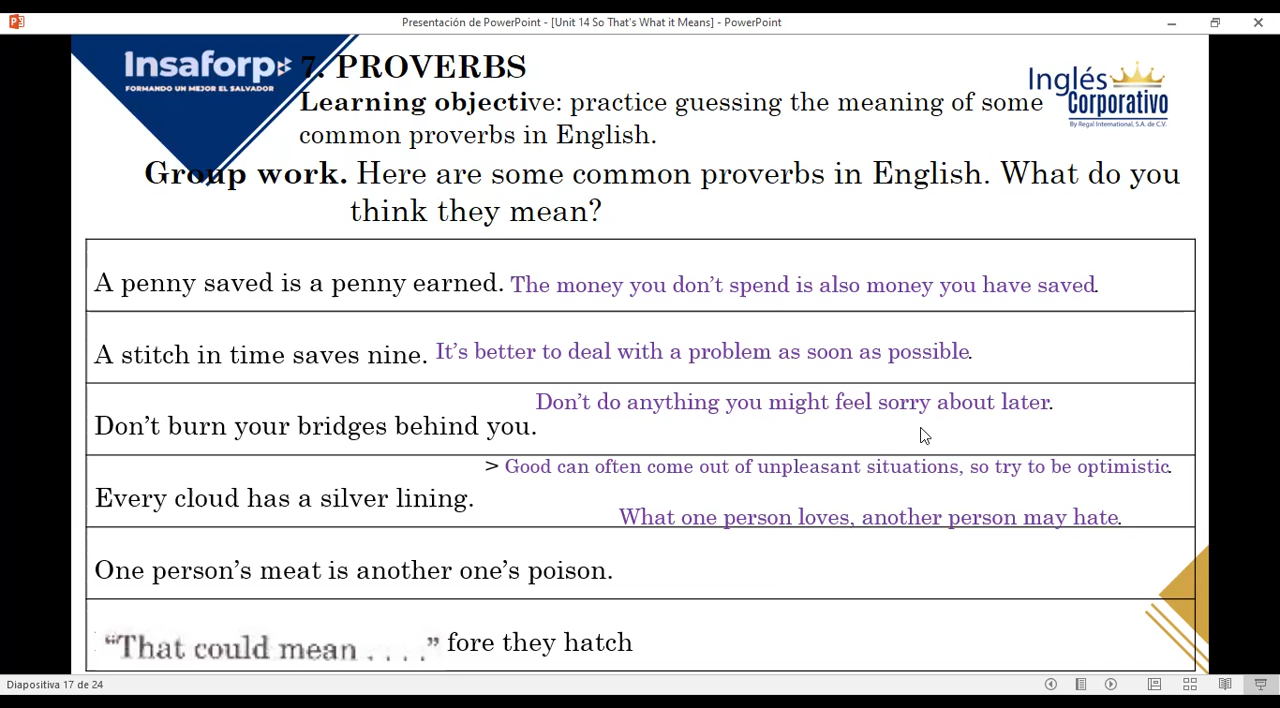 Presentación de PowerPoint - [Unit 14 So That's What it Means] - PowerPoint
Insaforp
FORMANDO UN MEJOR EL SALVADOR
7. PROVERBS
Learning objective: practice guessing the meaning of some
common proverbs in English.
Inglés
Corporativo
By Regal International, S.A. de C.V.
Group work. Here are some common proverbs in English. What do you
think they mean?
A penny saved is a penny earned. The money you don't spend is also money you have saved.
A stitch in time saves nine. It's better to deal with a problem as soon as possible.
Don't do anything you might feel sorry about later.
Don't burn your bridges behind you.
> Good can often come out of unpleasant situations, so try to be optimistic.
Every cloud has a silver lining.
What one person loves, another person may hate.
One person's meat is another one's poison.
"That could mean . . . ." fore they hatch
Diapositiva 17 de 24